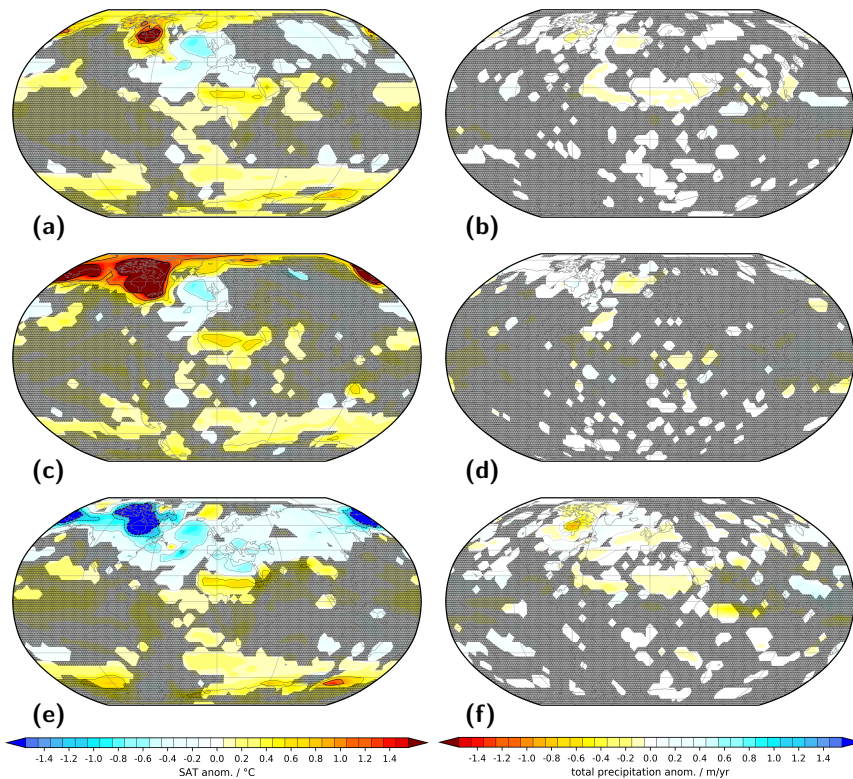 (a)
(b)
(c)
(d)
(e)
(f)
-1.4 -1.2 -1.0 -0.8 -0.6 -0.4 -0.2 0.0 0.2 0.4 0.6 0.8 1.0 1.2 1.4
SAT anom. / °C
-1.4 -1.2 -1.0 -0.8 -0.6 -0.4 -0.2 0.0 0.2 0.4 0.6 0.8 1.0 1.2 1.4
total precipitation anom. / m/yr